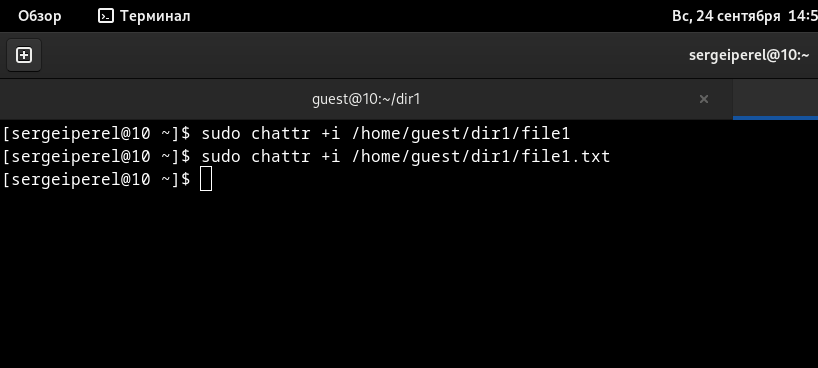 Обзор Терминал Вс, 24 сентября 14:5
sergeiperel@10:~
guest@10:~/dir1 ×
[sergeiperel@10 ~]$ sudo chattr +i /home/guest/dir1/file1
[sergeiperel@10 ~]$ sudo chattr +i /home/guest/dir1/file1.txt
[sergeiperel@10 ~]$